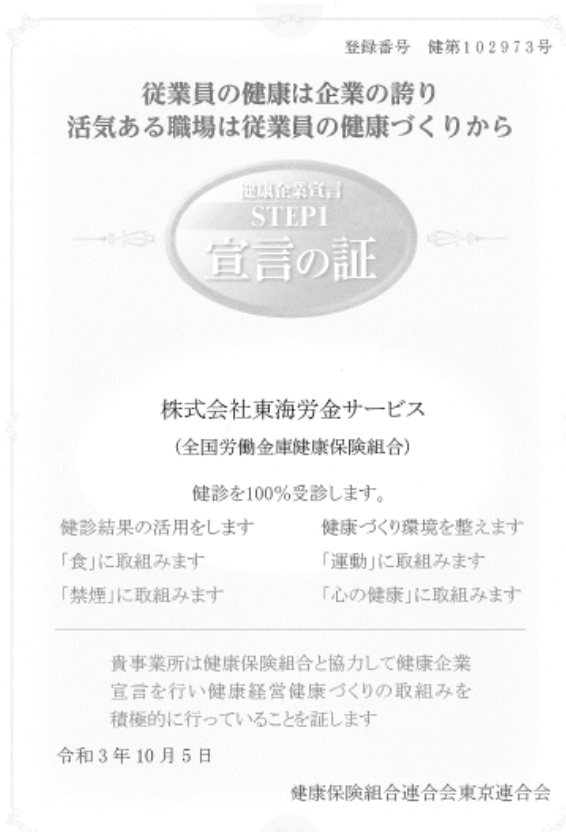 登録番号　健第102973号
従業員の健康は企業の誇り
活気ある職場は従業員の健康づくりから
健康企業宣言
STEP1
宣言の証
株式会社東海労金サービス
(全国労働金庫健康保険組合)
健診を100%受診します。
健診結果の活用をします　健康づくり環境を整えます
「食」に取組みます　「運動」に取組みます
「禁煙」に取組みます　「心の健康」に取組みます
貴事業所は健康保険組合と協力して健康企業
宣言を行い健康経営健康づくりの取組みを
積極的に行っていることを証します
令和3年10月5日
健康保険組合連合会東京連合会